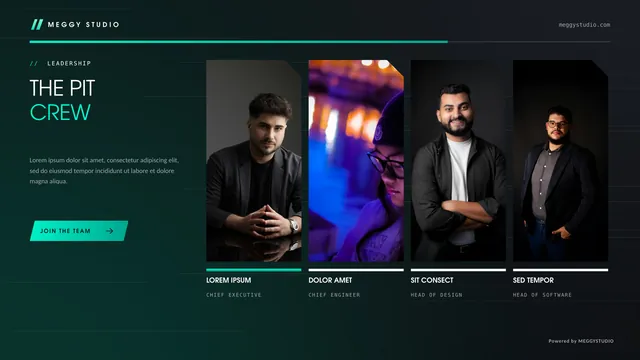 MEGGY STUDIO
meggystudio.com
// LEADERSHIP
THE PIT
CREW
Lorem ipsum dolor sit amet, consectetur adipiscing elit,
sed do eiusmod tempor incididunt ut labore et dolore
magna aliqua.
JOIN THE TEAM →
LOREM IPSUM
CHIEF EXECUTIVE
DOLOR AMET
CHIEF ENGINEER
SIT CONSECT
HEAD OF DESIGN
SED TEMPOR
HEAD OF SOFTWARE
Powered by MEGGYSTUDIO